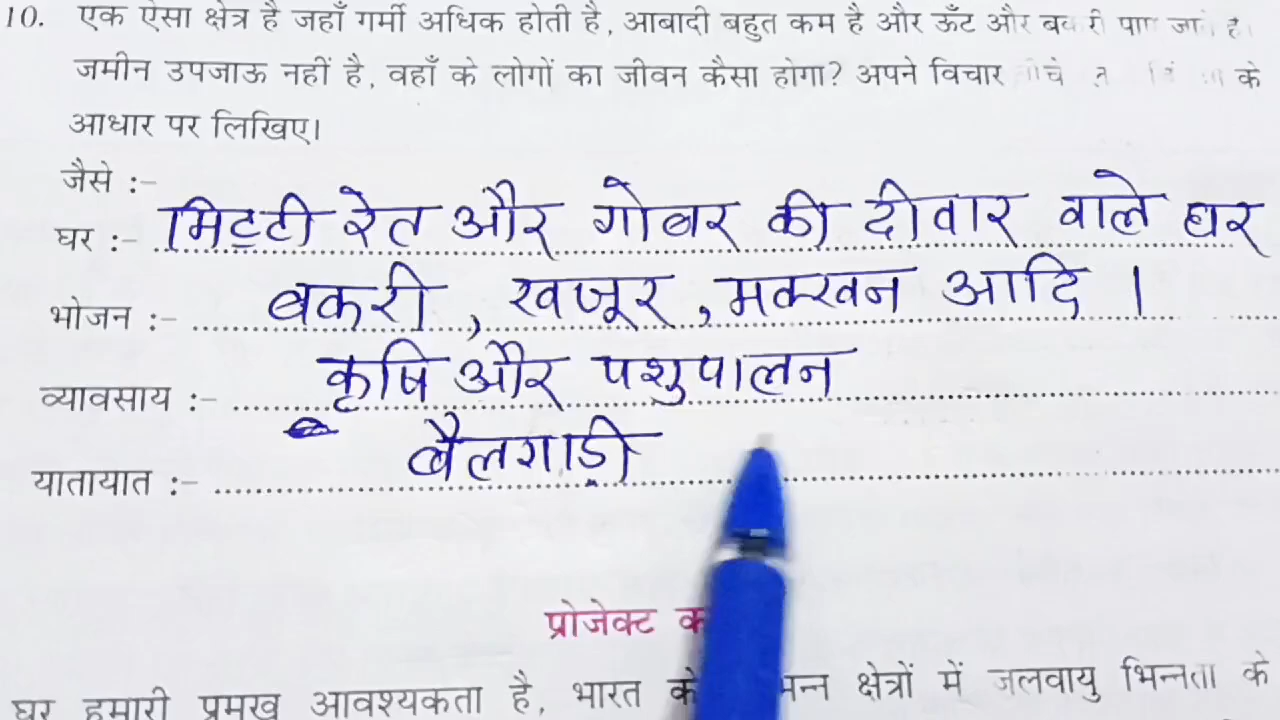 10. एक ऐसा क्षेत्र है जहाँ गर्मी अधिक होती है, आबादी बहुत कम है और ऊँट और बकरी
जमीन उपजाऊ नहीं है, वहाँ के लोगों का जीवन कैसा होगा? अपने विचार के
आधार पर लिखिए।
जैसे :-
घर :- मिट्टी रेत और गोबर की दीवार वाले घर
भोजन :- बकरी, खजूर, मक्खन आदि ।
व्यावसाय :- कृषि और पशुपालन
यातायात :- बैलगाड़ी
प्रोजेक्ट
घर हमारी प्रमुख आवश्यकता है, भारत के क्षेत्रों में जलवायु भिन्नता के